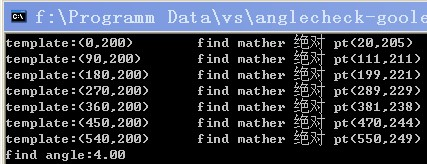 f:\Programm Data\vs\anglecheck-goole
template:(0,200) find mather 绝对 pt(20,205)
template:(90,200) find mather 绝对 pt(111,211)
template:(180,200) find mather 绝对 pt(199,221)
template:(270,200) find mather 绝对 pt(289,229)
template:(360,200) find mather 绝对 pt(381,238)
template:(450,200) find mather 绝对 pt(470,244)
template:(540,200) find mather 绝对 pt(550,249)
find angle:4.00